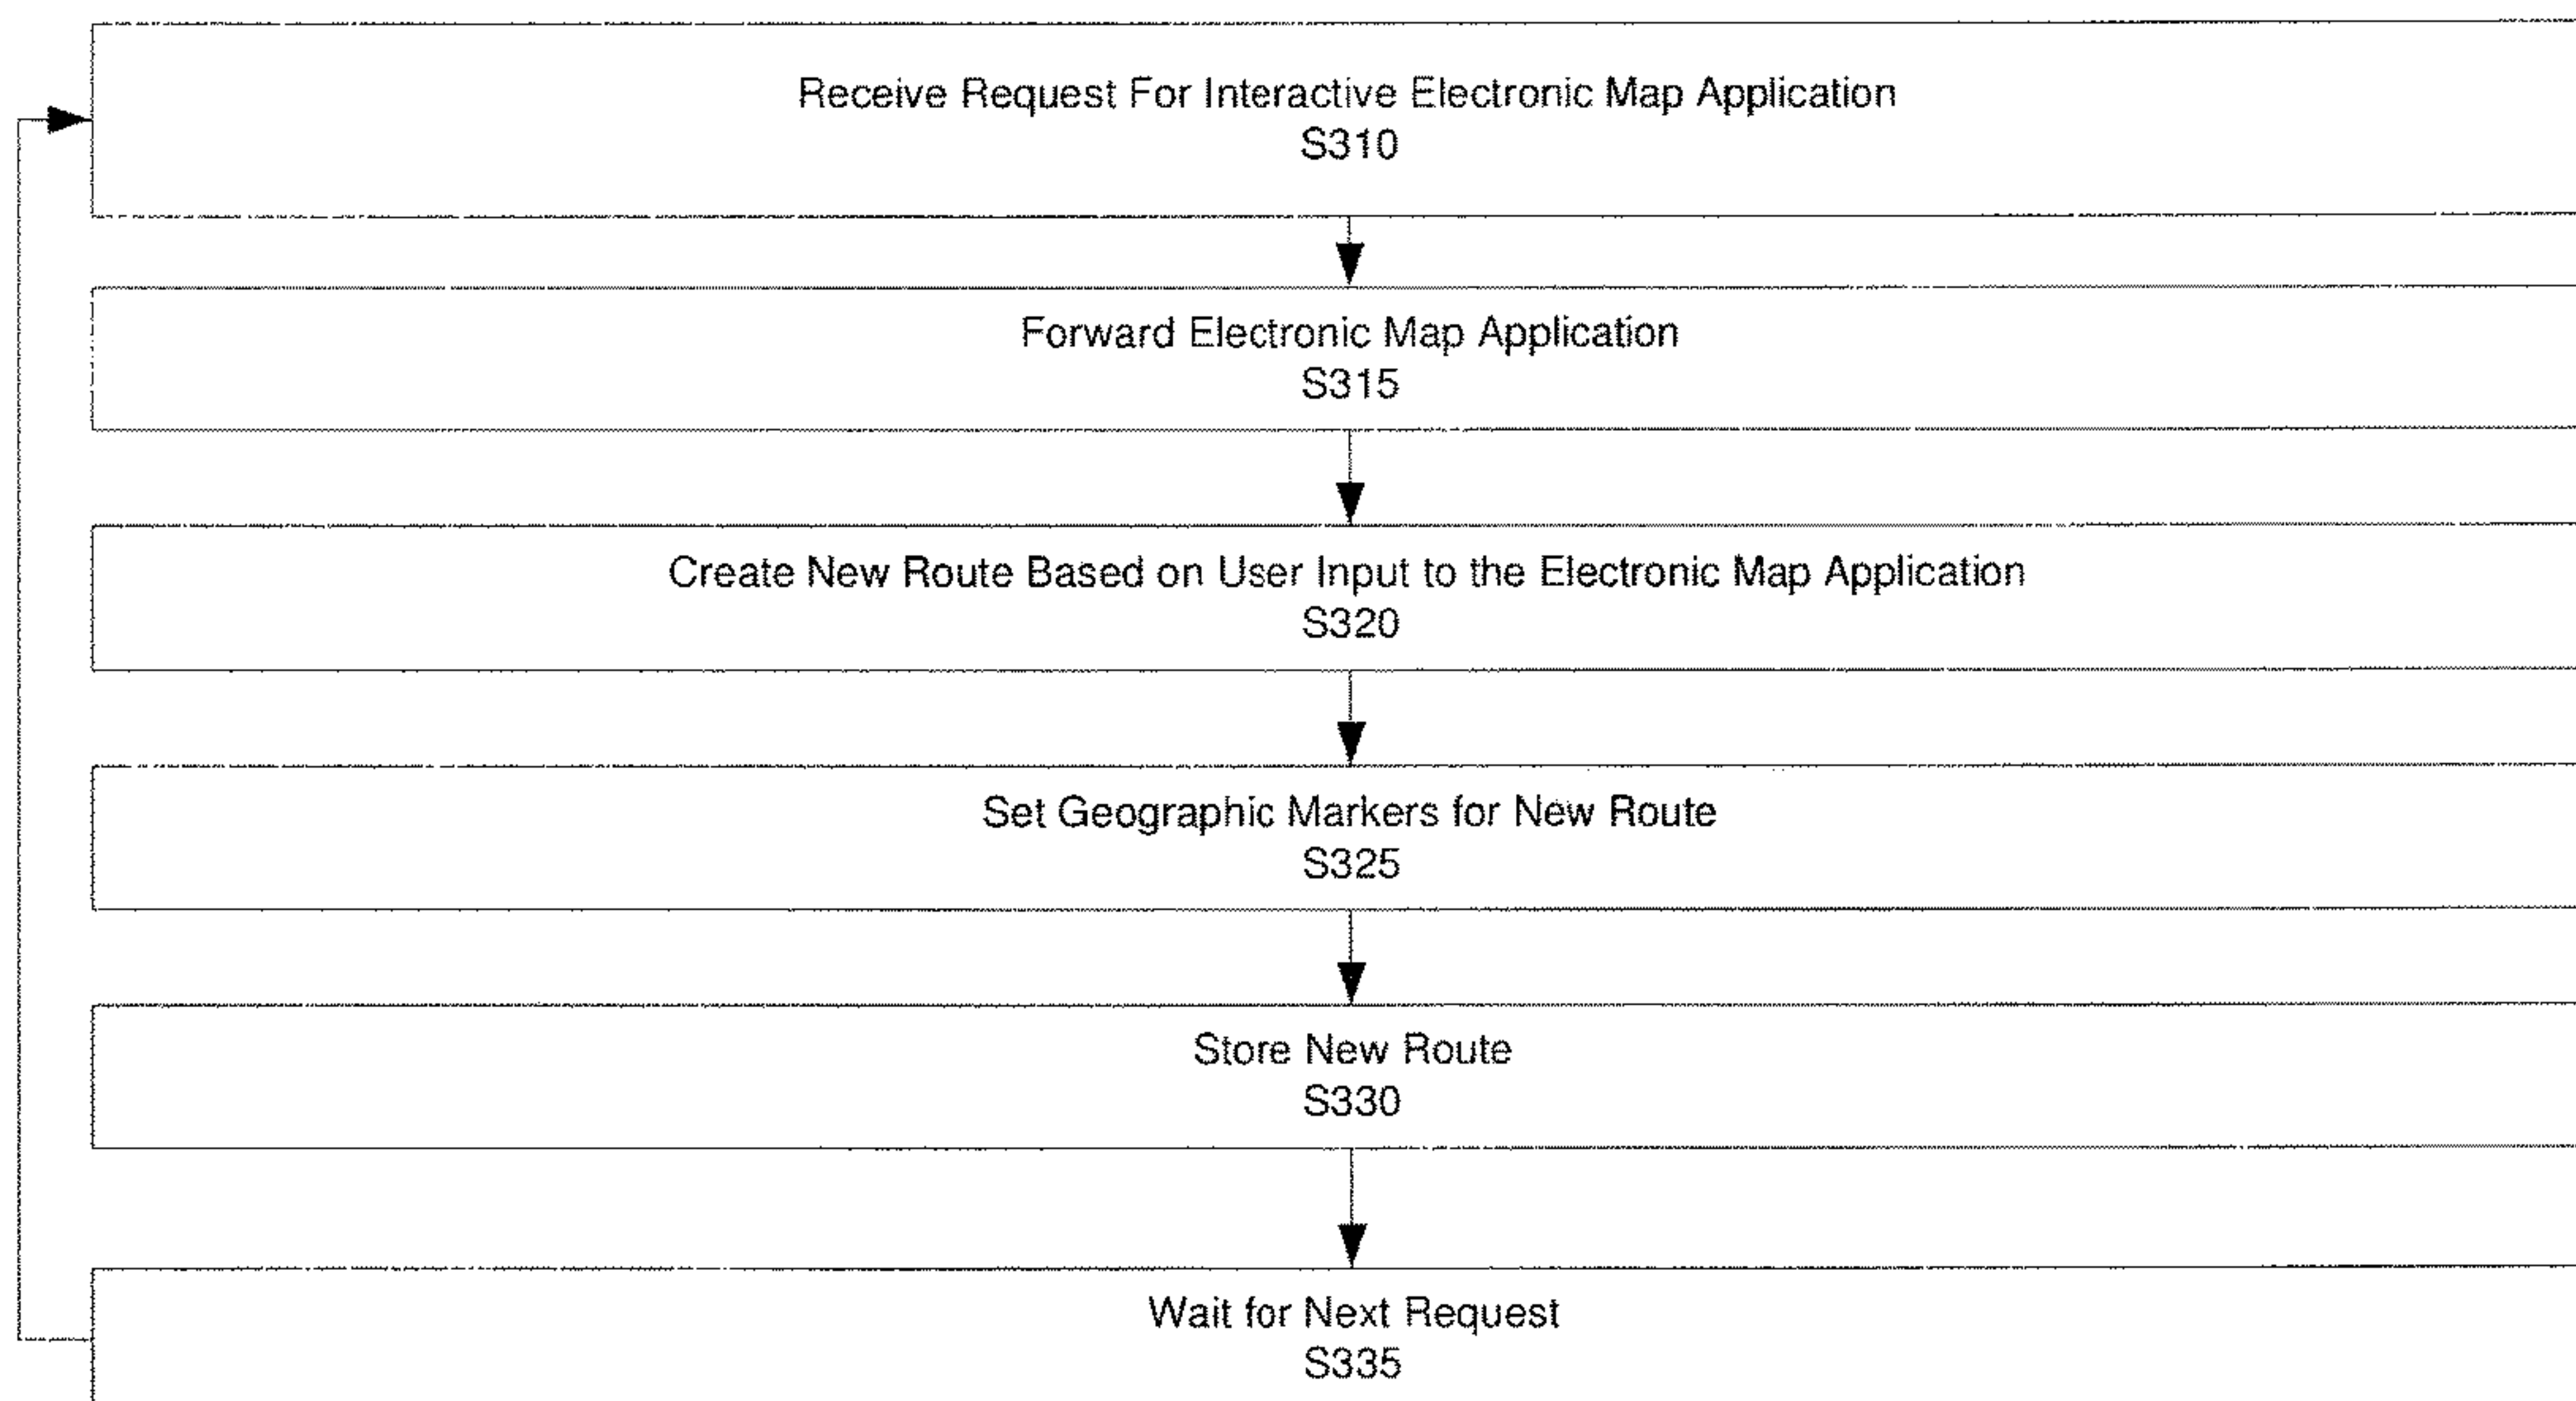 Receive Request For Interactive Electronic Map Application
S310
Forward Electronic Map Application
S315
Create New Route Based on User Input to the Electronic Map Application
S320
Set Geographic Markers for New Route
S325
Store New Route
S330
Wait for Next Request
S335